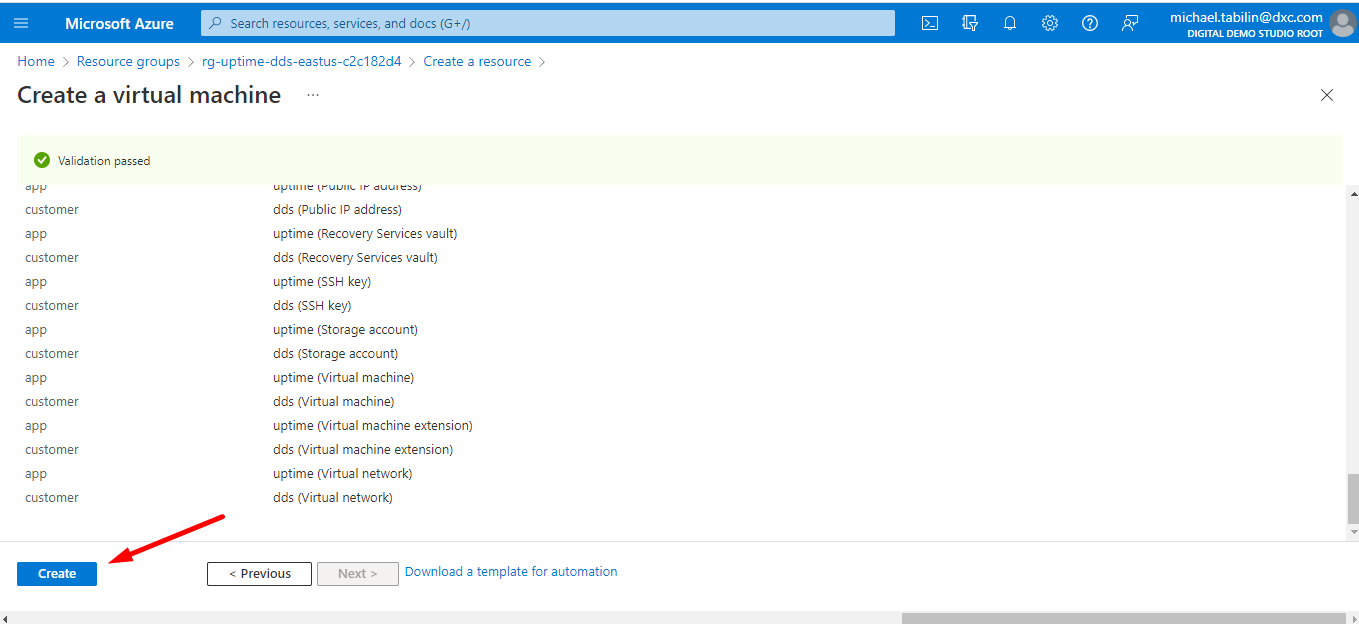 Microsoft Azure
Search resources, services, and docs (G+/)
michael.tabilin@dxc.com
DIGITAL DEMO STUDIO ROOT
Home > Resource groups > rg-uptime-dds-eastus-c2c182d4 > Create a resource >
Create a virtual machine ...
Validation passed
app uptime (Public IP address)
customer dds (Public IP address)
app uptime (Recovery Services vault)
customer dds (Recovery Services vault)
app uptime (SSH key)
customer dds (SSH key)
app uptime (Storage account)
customer dds (Storage account)
app uptime (Virtual machine)
customer dds (Virtual machine)
app uptime (Virtual machine extension)
customer dds (Virtual machine extension)
app uptime (Virtual network)
customer dds (Virtual network)
Create < Previous Next > Download a template for automation